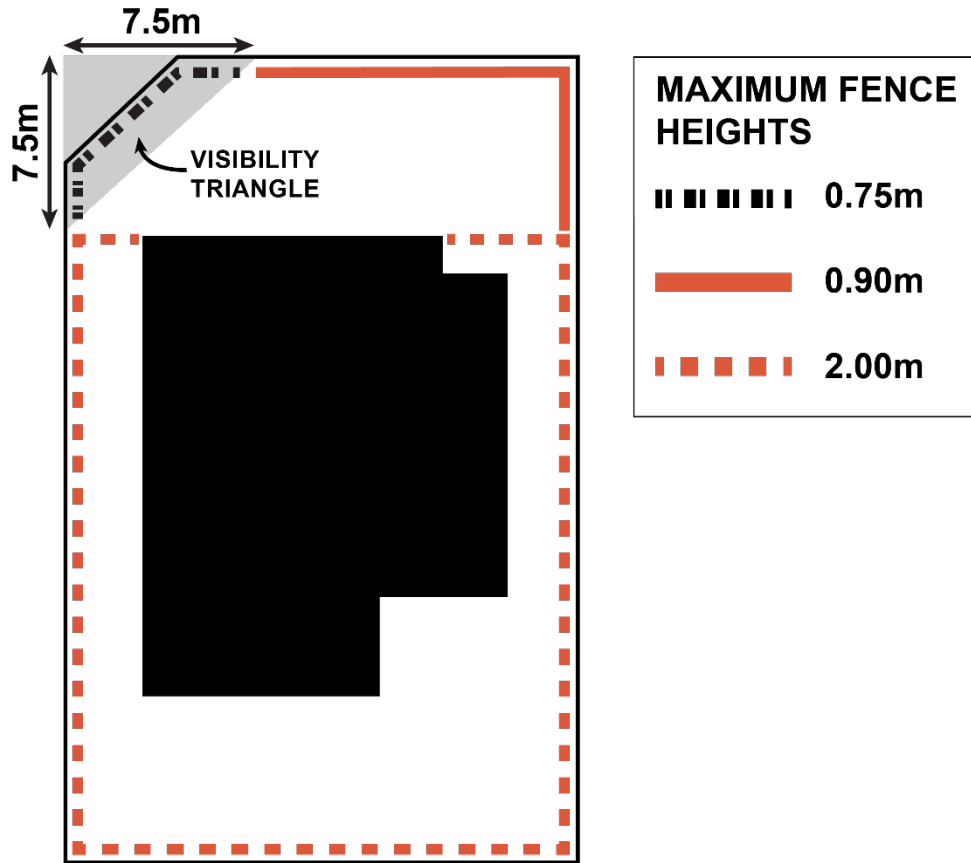 7.5m
7.5m
VISIBILITY
TRIANGLE
MAXIMUM FENCE
HEIGHTS
0.75m
0.90m
2.00m